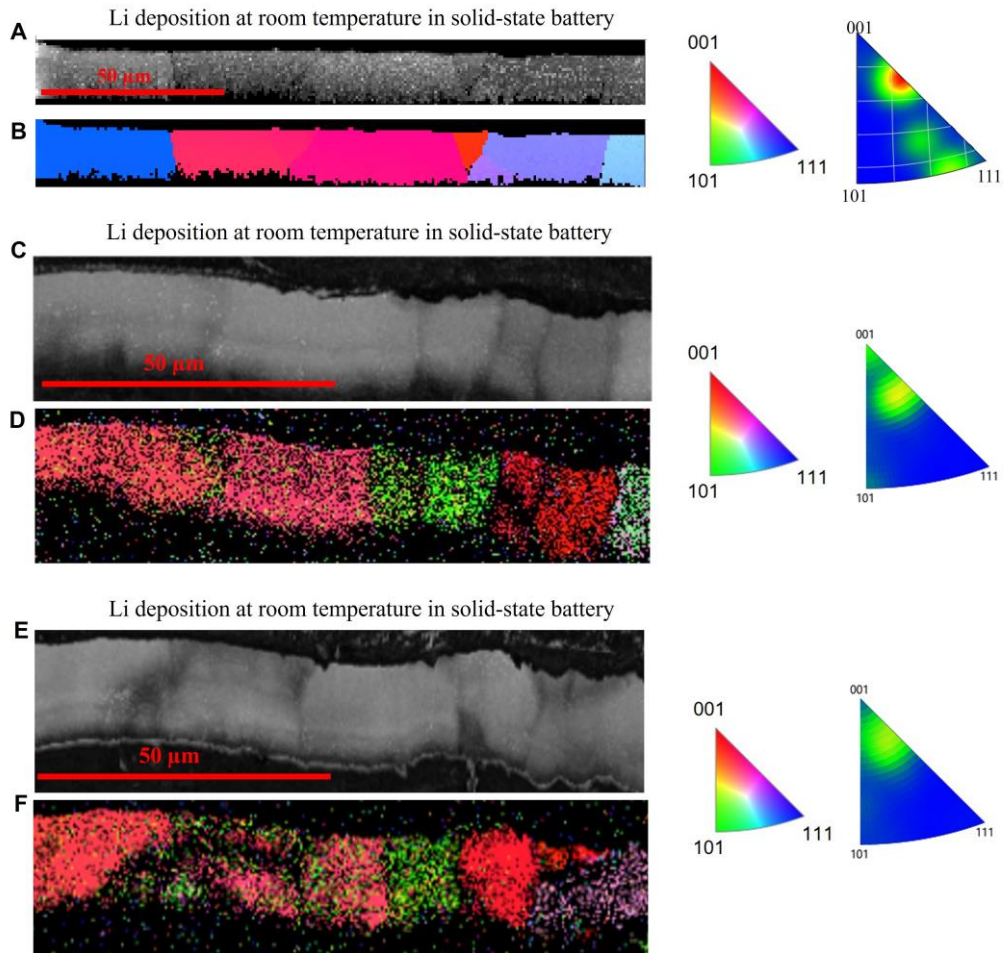 Li deposition at room temperature in solid-state battery
A
50 μm
B
001
101
111
001
101
111
Li deposition at room temperature in solid-state battery
C
50 μm
D
001
101
111
001
101
111
Li deposition at room temperature in solid-state battery
E
50 μm
F
001
101
111
001
101
111